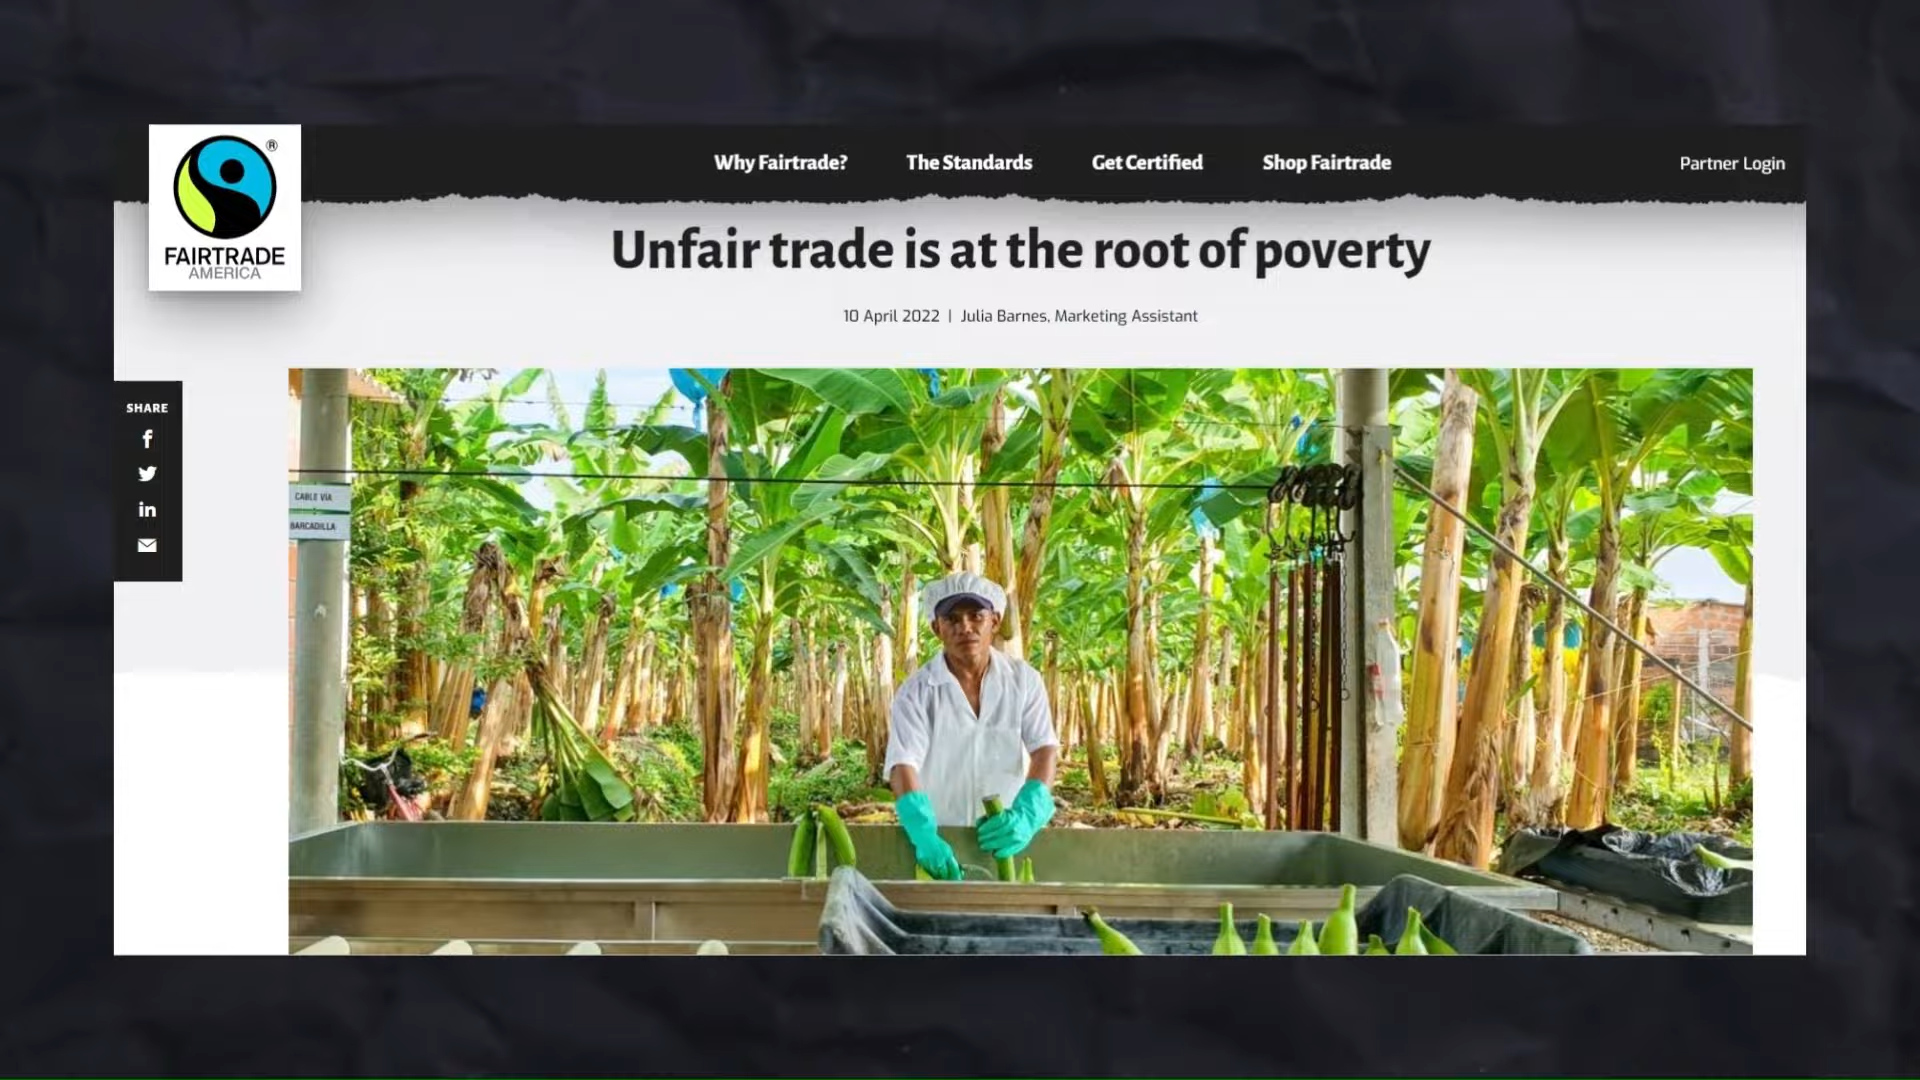 ®
FAIRTRADE
AMERICA
Why Fairtrade? The Standards Get Certified Shop Fairtrade Partner Login
Unfair trade is at the root of poverty
10 April 2022 | Julia Barnes, Marketing Assistant
SHARE
CABLE VÍA
BARCADILLA